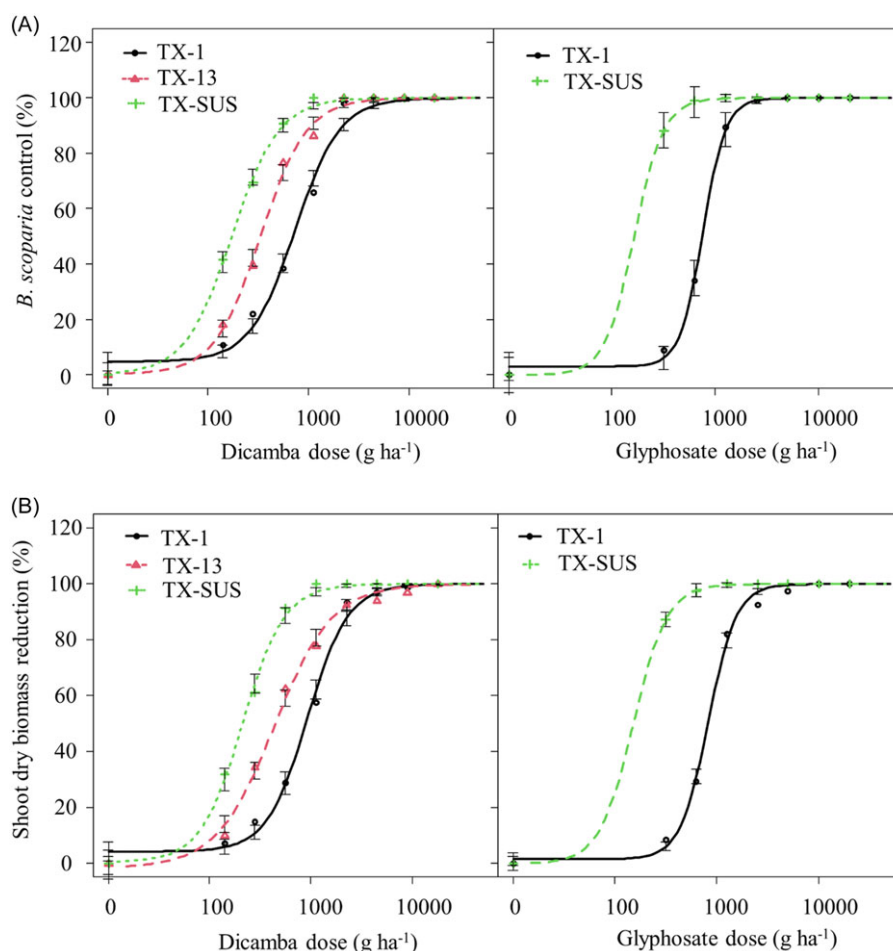 (A)
120
100
80
60
40
20
0
B. scoparia control (%)
TX-1
TX-13
TX-SUS
0 100 1000 10000
Dicamba dose (g ha⁻¹)
TX-1
TX-SUS
0 100 1000 10000
Glyphosate dose (g ha⁻¹)
(B)
120
100
80
60
40
20
0
Shoot dry biomass reduction (%)
TX-1
TX-13
TX-SUS
0 100 1000 10000
Dicamba dose (g ha⁻¹)
TX-1
TX-SUS
0 100 1000 10000
Glyphosate dose (g ha⁻¹)